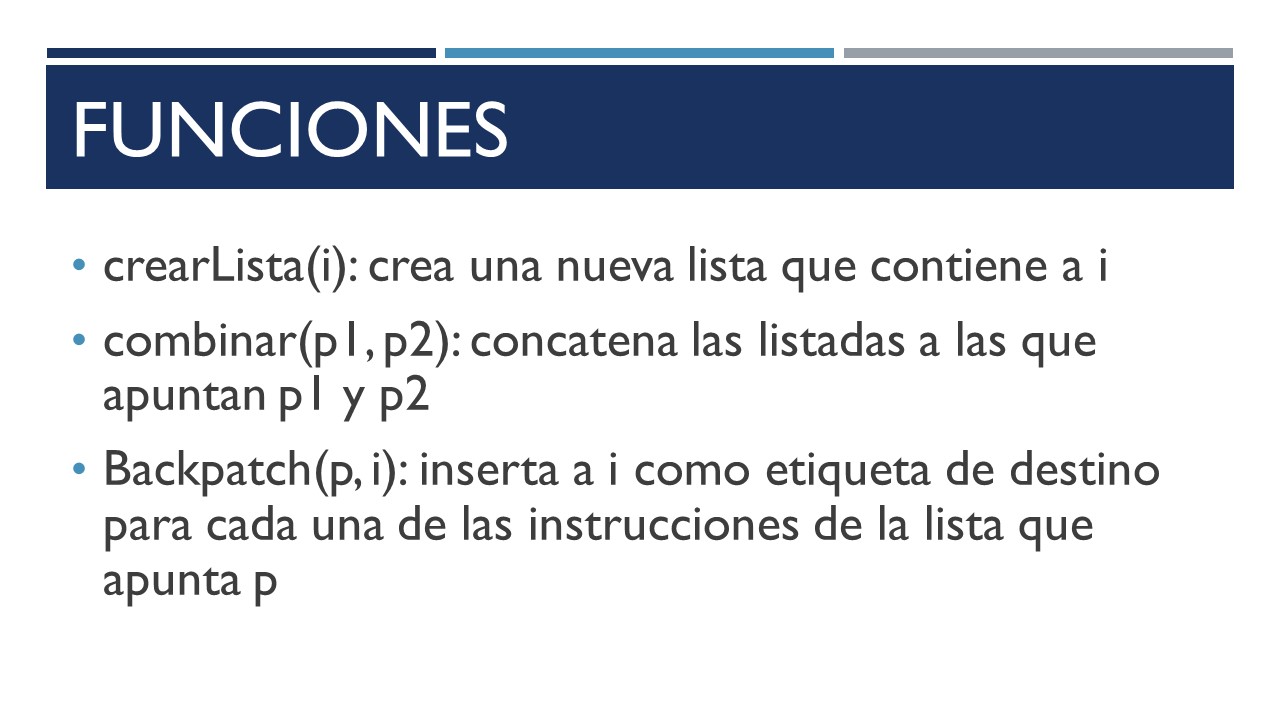 FUNCIONES
• crearLista(i): crea una nueva lista que contiene a i
• combinar(p1, p2): concatena las listadas a las que
apuntan p1 y p2
• Backpatch(p, i): inserta a i como etiqueta de destino
para cada una de las instrucciones de la lista que
apunta p